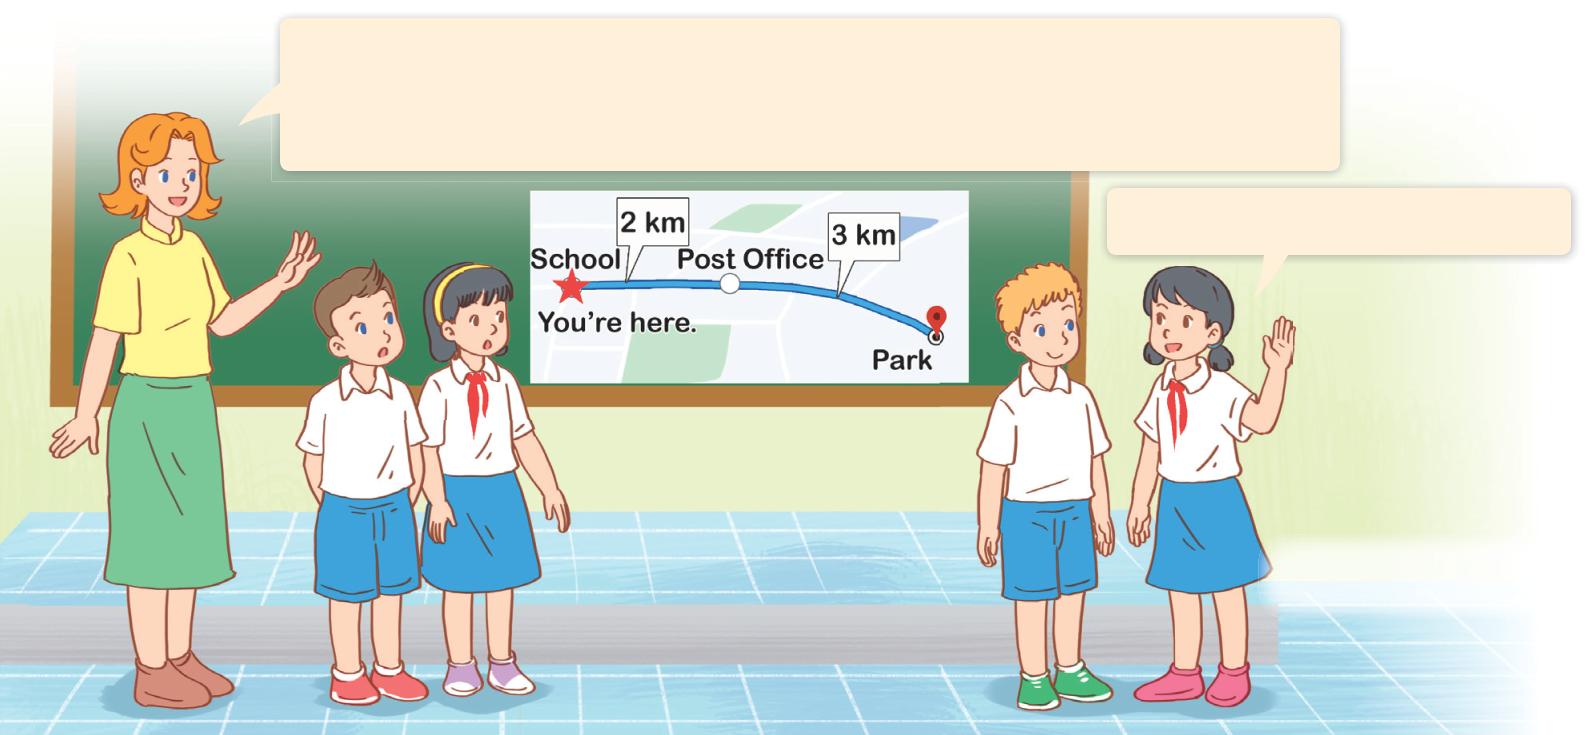 2 km
3 km
School
Post Office
You're here.
Park